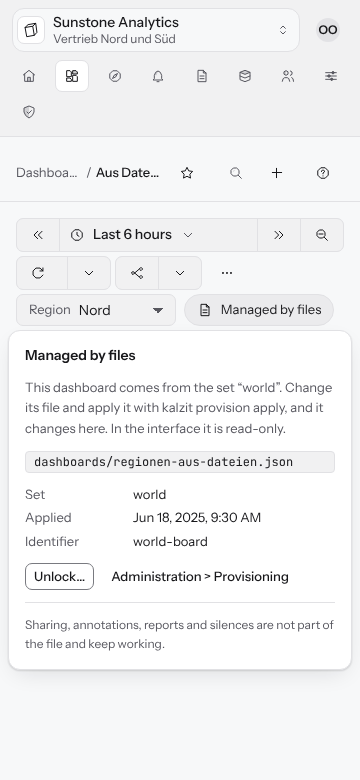 Sunstone Analytics
Vertrieb Nord und Süd
OO
Dashboa... / Aus Date...
Last 6 hours
Region Nord
Managed by files
Managed by files
This dashboard comes from the set “world”. Change
its file and apply it with kalzit provision apply, and it
changes here. In the interface it is read-only.
dashboards/regionen-aus-dateien.json
Set world
Applied Jun 18, 2025, 9:30 AM
Identifier world-board
Unlock... Administration > Provisioning
Sharing, annotations, reports and silences are not part of
the file and keep working.